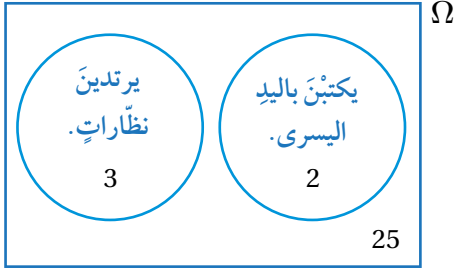 Ω
يكتبْنَ باليدِ
اليسرى.
2
يرتدينَ
نظّاراتٍ.
3
25